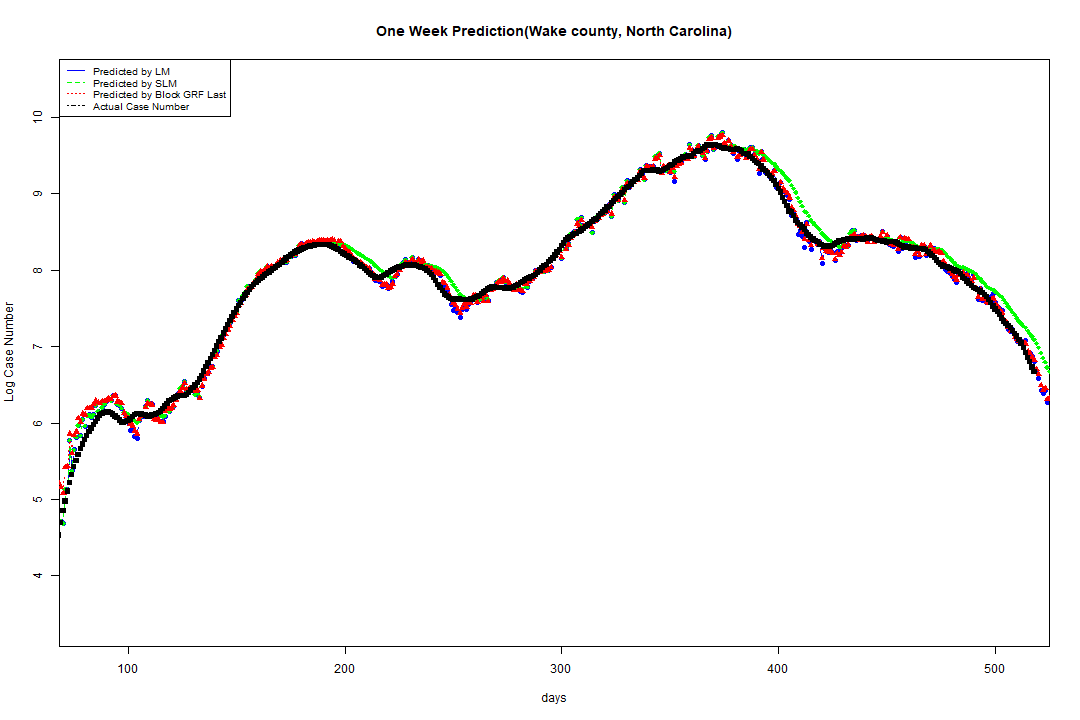 One Week Prediction(Wake county, North Carolina)
Predicted by LM
Predicted by SLM
Predicted by Block GRF Last
Actual Case Number
10
9
8
7
6
5
4
Log Case Number
100 200 300 400 500
days